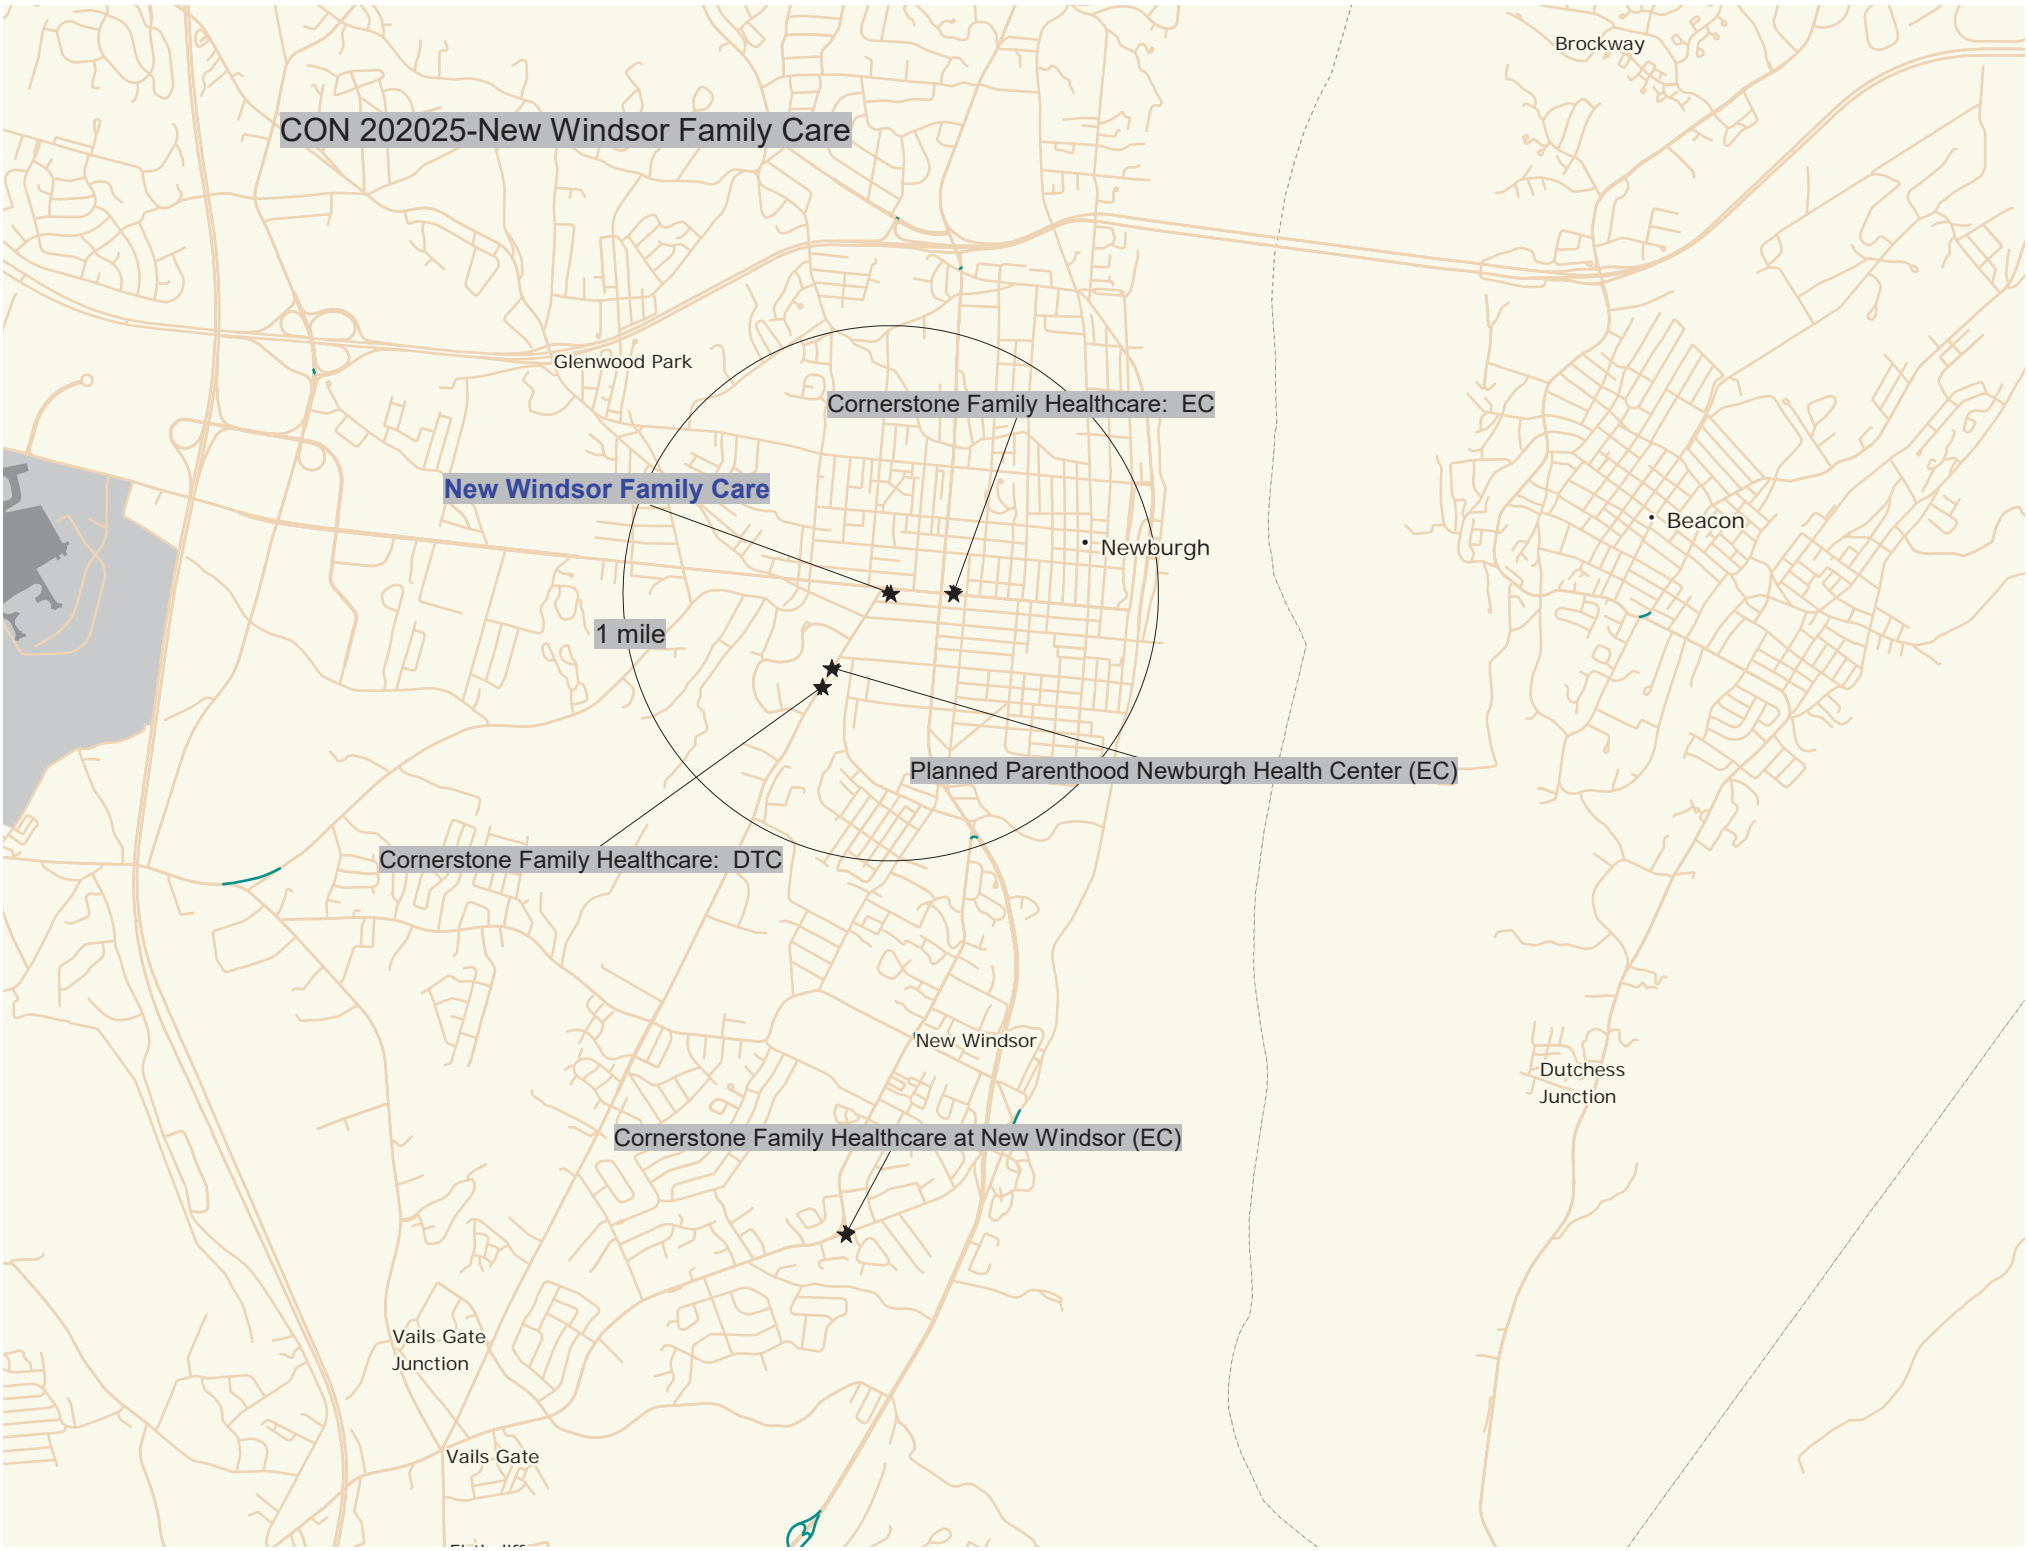 Brockway
CON 202025-New Windsor Family Care
Glenwood Park
Cornerstone Family Healthcare:  EC
New Windsor Family Care
Beacon
Newburgh
1 mile
Planned Parenthood Newburgh Health Center (EC)
Cornerstone Family Healthcare:  DTC
New Windsor
Dutchess
Junction
Cornerstone Family Healthcare at New Windsor (EC)
Vails Gate
Junction
Vails Gate